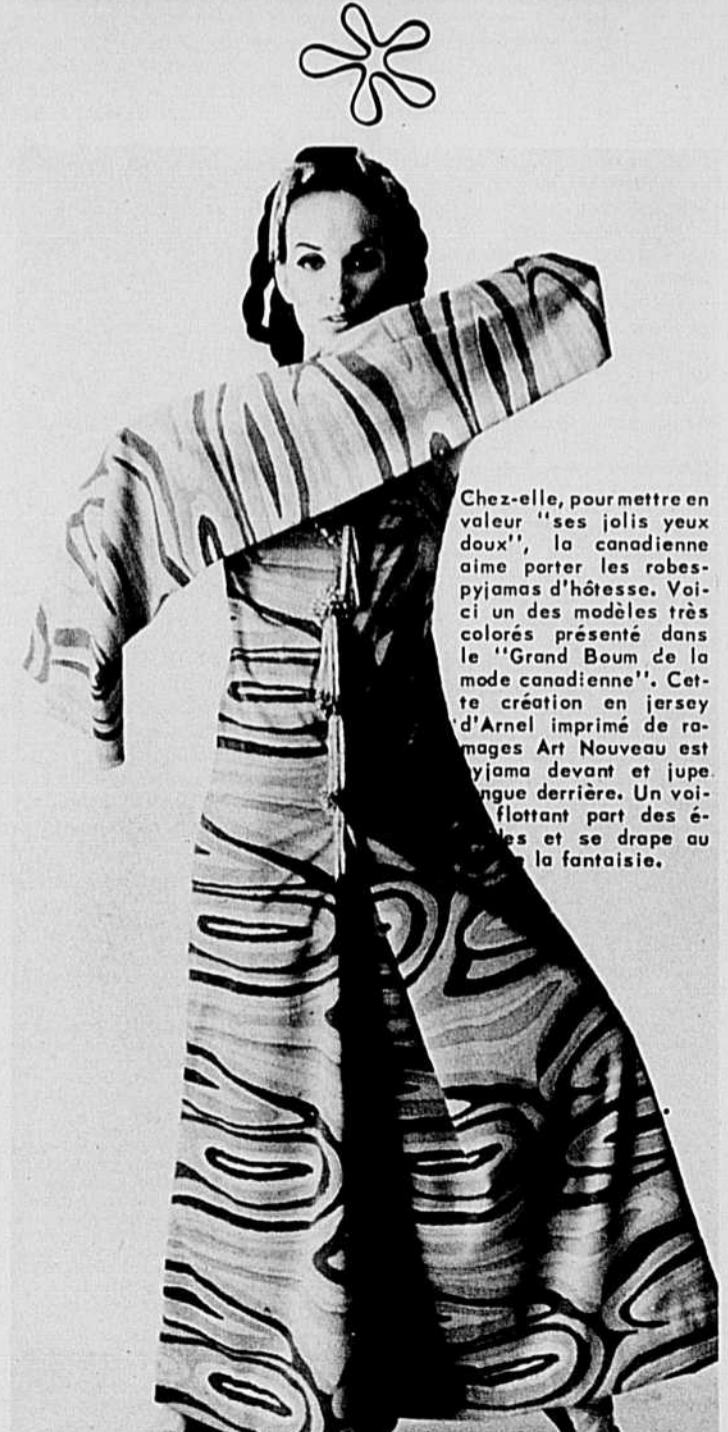 Chez-elle, pour mettre en
valeur "ses jolis yeux
doux", la canadienne
aime porter les robes-
pyjamas d'hôtesse. Voi-
ci un des modèles très
colorés présenté dans
le "Grand Boum de la
mode canadienne". Cet-
te création en jersey
d'Arnel imprimé de ra-
mages Art Nouveau est
yjama devant et jupe
ngue derrière. Un voi-
flottant part des é-
les et se drape au
la fantaisie.